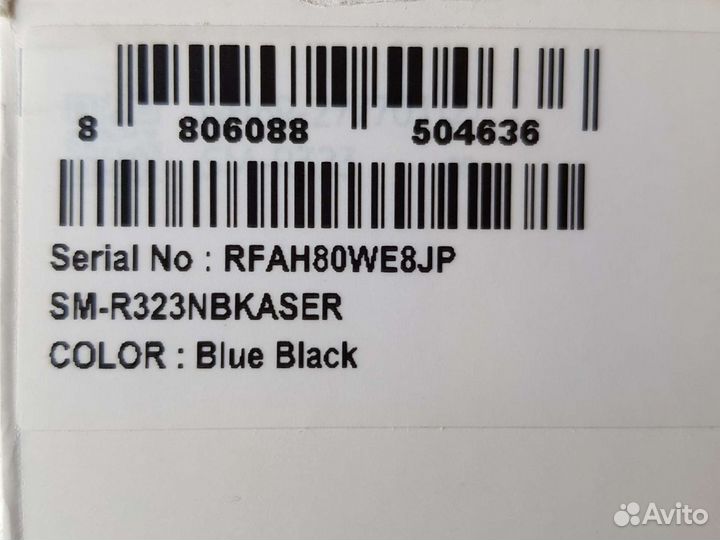 8 806088 504636
Serial No : RFAH80WE8JP
SM-R323NBKASER
COLOR : Blue Black
Avito